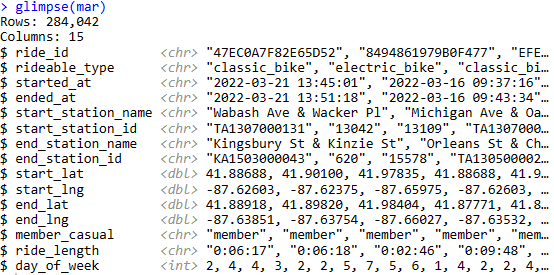 > glimpse(mar)
Rows: 284,042
Columns: 15
$ ride_id <chr> "47EC0A7F82E65D52", "8494861979B0F477", "EFE…
$ rideable_type <chr> "classic_bike", "electric_bike", "classic_bi…
$ started_at <chr> "2022-03-21 13:45:01", "2022-03-16 09:37:16"…
$ ended_at <chr> "2022-03-21 13:51:18", "2022-03-16 09:43:34"…
$ start_station_name <chr> "Wabash Ave & Wacker Pl", "Michigan Ave & Oa…
$ start_station_id <chr> "TA1307000131", "13042", "13109", "TA1307000…
$ end_station_name <chr> "Kingsbury St & Kinzie St", "Orleans St & Ch…
$ end_station_id <chr> "KA1503000043", "620", "15578", "TA130500002…
$ start_lat <dbl> 41.88688, 41.90100, 41.97835, 41.88688, 41.9…
$ start_lng <dbl> -87.62603, -87.62375, -87.65975, -87.62603, …
$ end_lat <dbl> 41.88918, 41.89820, 41.98404, 41.87771, 41.8…
$ end_lng <dbl> -87.63851, -87.63754, -87.66027, -87.63532, …
$ member_casual <chr> "member", "member", "member", "member", "mem…
$ ride_length <chr> "0:06:17", "0:06:18", "0:02:46", "0:09:48", …
$ day_of_week <int> 2, 4, 4, 3, 2, 2, 5, 7, 5, 6, 1, 4, 2, 2, 4,…